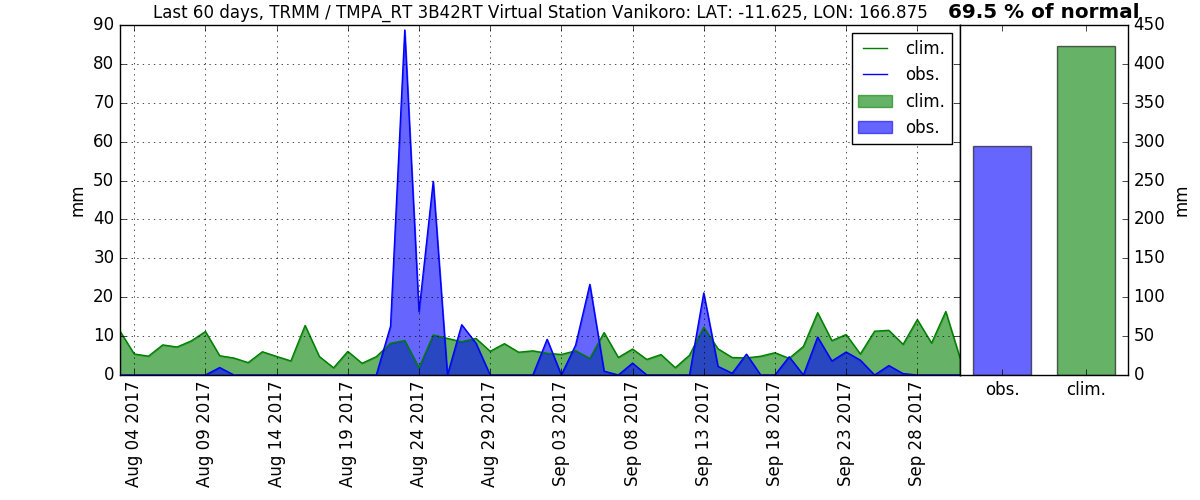 Last 60 days, TRMM / TMPA_RT 3B42RT Virtual Station Vanikoro: LAT: -11.625, LON: 166.875
69.5 % of normal
90
80
70
60
50
40
30
20
10
0
mm
clim.
obs.
clim.
obs.
Aug 04 2017
Aug 09 2017
Aug 14 2017
Aug 19 2017
Aug 24 2017
Aug 29 2017
Sep 03 2017
Sep 08 2017
Sep 13 2017
Sep 18 2017
Sep 23 2017
Sep 28 2017
450
400
350
300
250
200
150
100
50
0
mm
obs.
clim.